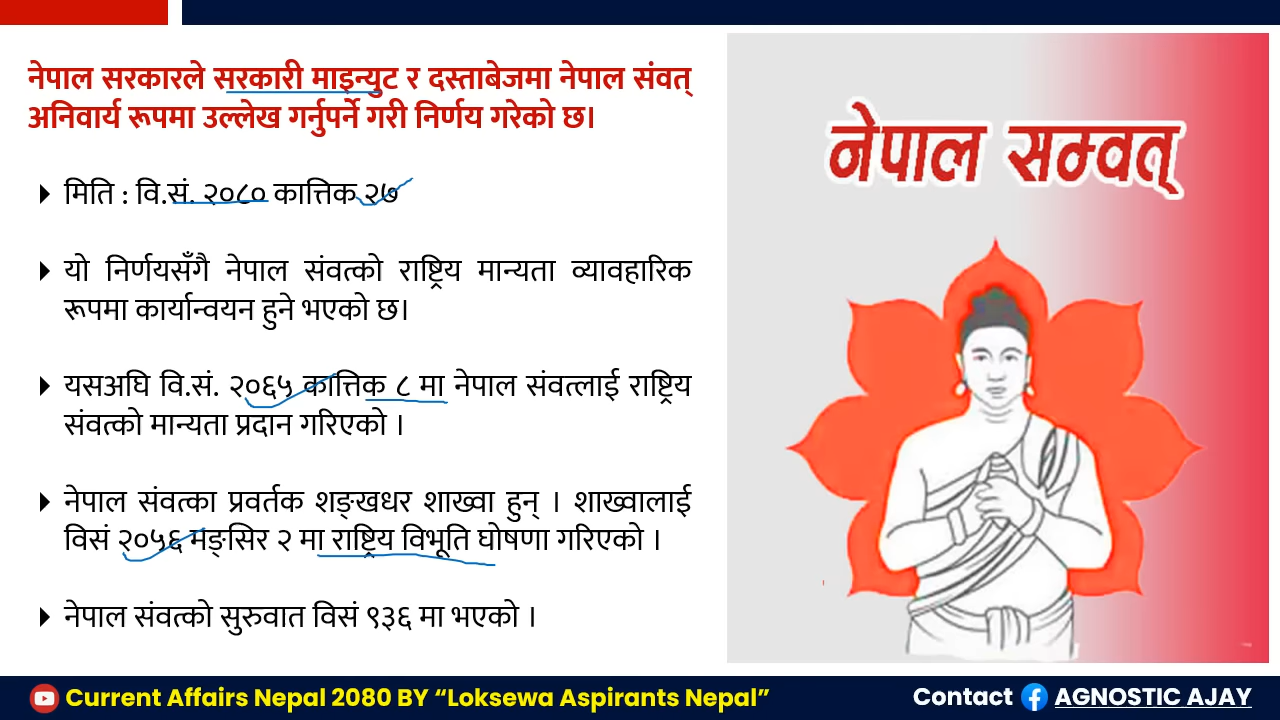 नेपाल सरकारले सरकारी माइन्युट र दस्ताबेजमा नेपाल संवत्
अनिवार्य रूपमा उल्लेख गर्नुपर्ने गरी निर्णय गरेको छ।
मिति : वि.सं. २०८० कात्तिक २७
यो निर्णयसँगै नेपाल संवत्को राष्ट्रिय मान्यता व्यावहारिक
रूपमा कार्यान्वयन हुने भएको छ।
यसअघि वि.सं. २०६५ कात्तिक ८ मा नेपाल संवत्लाई राष्ट्रिय
संवत्को मान्यता प्रदान गरिएको ।
नेपाल संवत्का प्रवर्तक शङ्खधर शाख्वा हुन् । शाख्वालाई
विसं २०५६ मङ्सिर २ मा राष्ट्रिय विभूति घोषणा गरिएको ।
नेपाल संवत्को सुरुवात विसं ९३६ मा भएको ।
नेपाल सम्वत्
Current Affairs Nepal 2080 BY “Loksewa Aspirants Nepal”
Contact AGNOSTIC AJAY